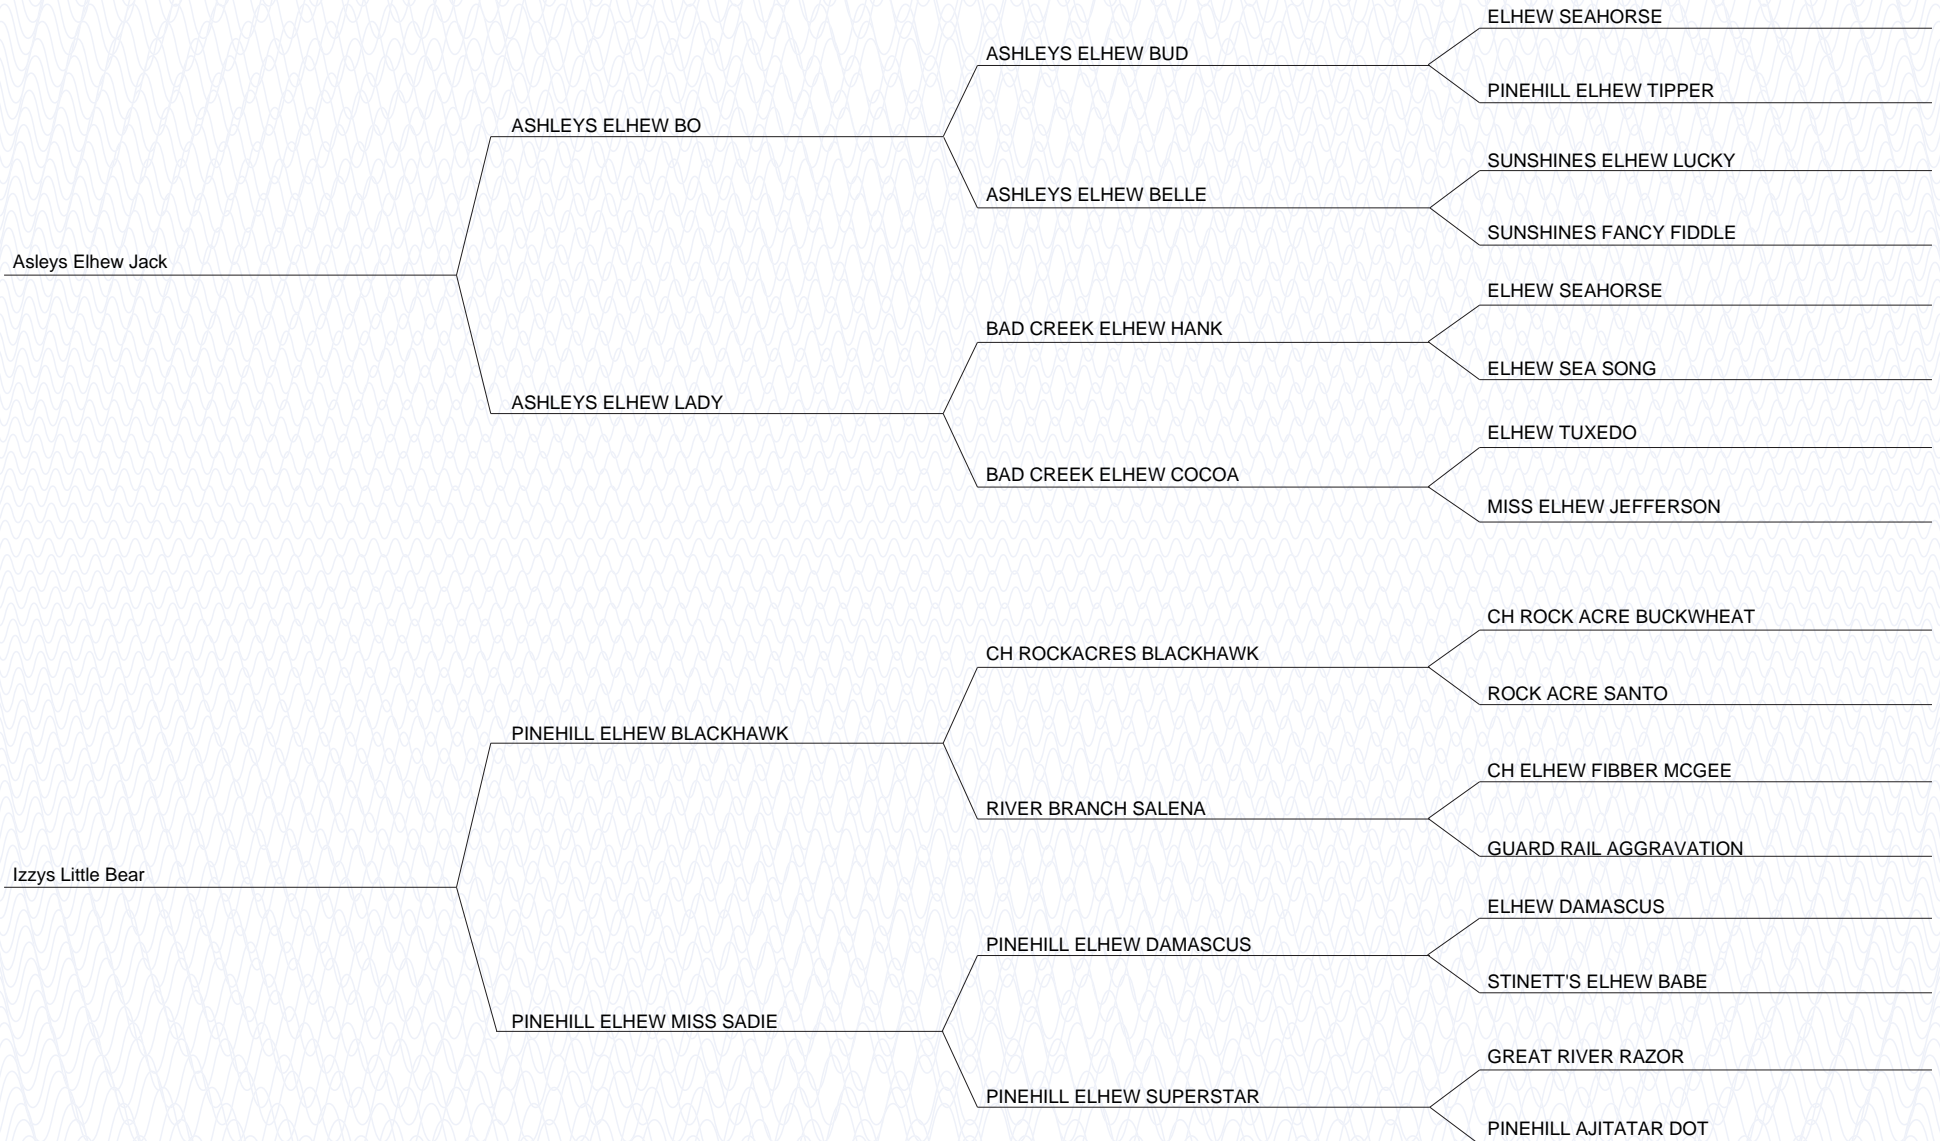 ELHEW SEAHORSE
ASHLEYS ELHEW BUD
PINEHILL ELHEW TIPPER
ASHLEYS ELHEW BO
SUNSHINES ELHEW LUCKY
ASHLEYS ELHEW BELLE
SUNSHINES FANCY FIDDLE
Asleys Elhew Jack
ELHEW SEAHORSE
BAD CREEK ELHEW HANK
ELHEW SEA SONG
ASHLEYS ELHEW LADY
ELHEW TUXEDO
BAD CREEK ELHEW COCOA
MISS ELHEW JEFFERSON
CH ROCK ACRE BUCKWHEAT
CH ROCKACRES BLACKHAWK
ROCK ACRE SANTO
PINEHILL ELHEW BLACKHAWK
CH ELHEW FIBBER MCGEE
RIVER BRANCH SALENA
GUARD RAIL AGGRAVATION
Izzys Little Bear
ELHEW DAMASCUS
PINEHILL ELHEW DAMASCUS
STINETT'S ELHEW BABE
PINEHILL ELHEW MISS SADIE
GREAT RIVER RAZOR
PINEHILL ELHEW SUPERSTAR
PINEHILL AJITATAR DOT